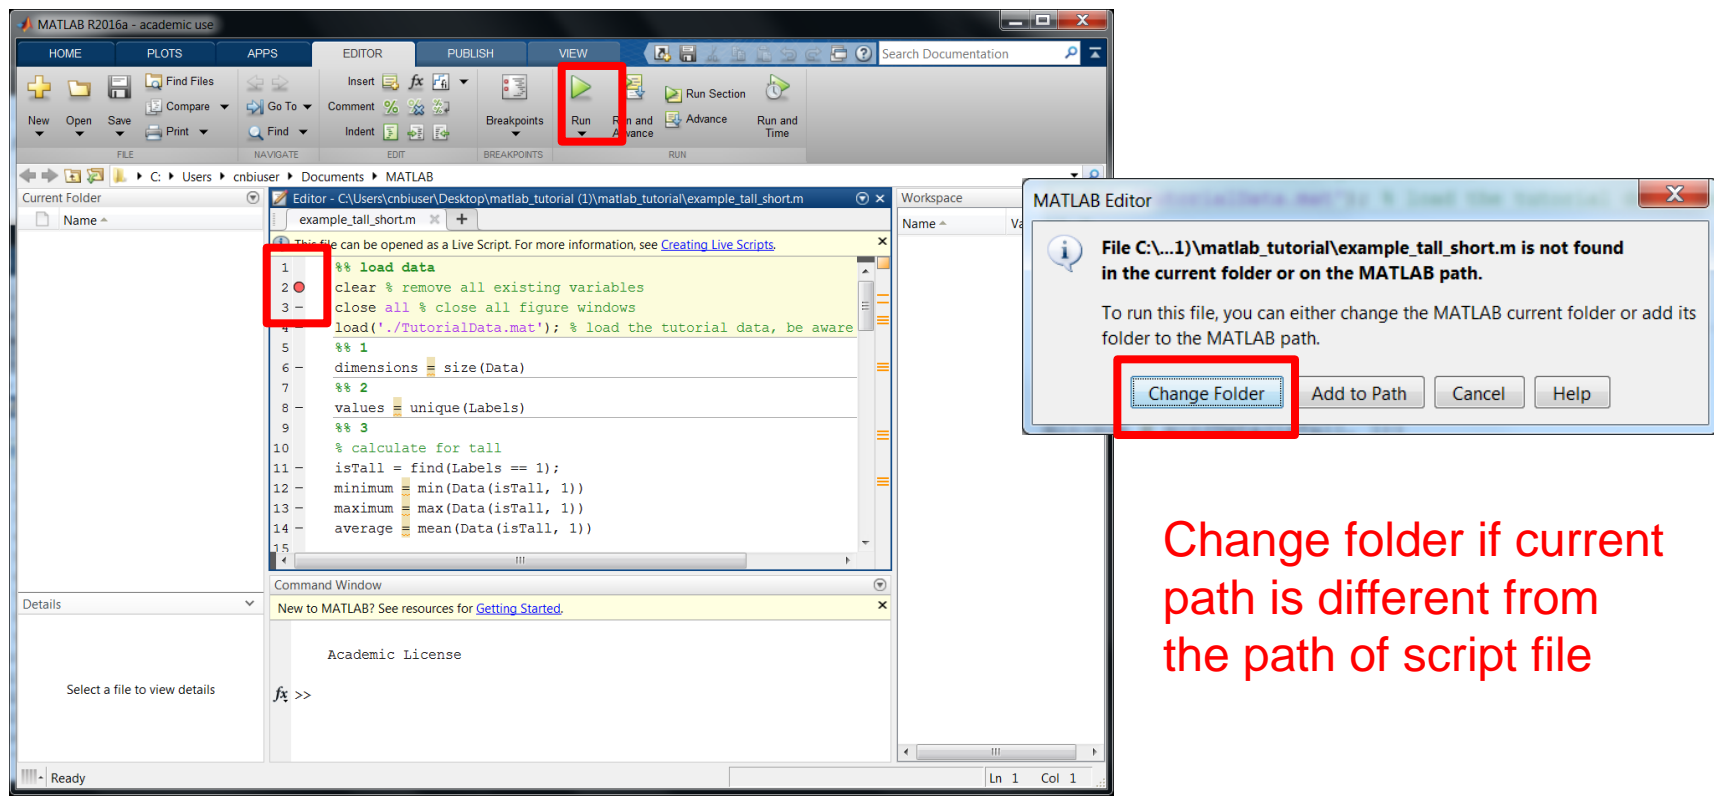 MATLAB R2016a - academic use
HOME PLOTS APPS EDITOR PUBLISH VIEW Search Documentation
New Open Save Find Files Compare Print
FILE
Go To Find
NAVIGATE
Insert fx
Comment
Indent
EDIT
Breakpoints
BREAKPOINTS
Run Run and Advance Run Section Advance Run and Time
RUN
C: Users cnbiuser Documents MATLAB
Current Folder
Name
Details
Select a file to view details
Editor - C:\Users\cnbiuser\Desktop\matlab_tutorial (1)\matlab_tutorial\example_tall_short.m
example_tall_short.m
This file can be opened as a Live Script. For more information, see Creating Live Scripts.
1 %% load data
2 clear % remove all existing variables
3 – close all % close all figure windows
4 – load('./TutorialData.mat'); % load the tutorial data, be aware
5 %% 1
6 – dimensions = size(Data)
7 %% 2
8 – values = unique(Labels)
9 %% 3
10 % calculate for tall
11 – isTall = find(Labels == 1);
12 – minimum = min(Data(isTall, 1))
13 – maximum = max(Data(isTall, 1))
14 – average = mean(Data(isTall, 1))
15
Command Window
New to MATLAB? See resources for Getting Started.
Academic License
fx >>
Workspace
Name Va
Ready
Ln 1 Col 1
MATLAB Editor
File C:\...1)\matlab_tutorial\example_tall_short.m is not found
in the current folder or on the MATLAB path.
To run this file, you can either change the MATLAB current folder or add its
folder to the MATLAB path.
Change Folder Add to Path Cancel Help
Change folder if current
path is different from
the path of script file